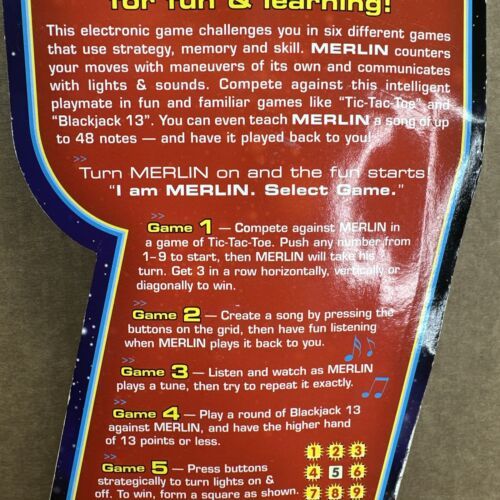 for fun & learning!
This electronic game challenges you in six different games
that use strategy, memory and skill. MERLIN counters
your moves with maneuvers of its own and communicates
with lights & sounds. Compete against this intelligent
playmate in fun and familiar games like "Tic-Tac-Toe" and
"Blackjack 13". You can even teach MERLIN a song of up
to 48 notes — and have it played back to you!
>>
Turn MERLIN on and the fun starts!
"I am MERLIN. Select Game."
>>
Game 1 — Compete against MERLIN in
a game of Tic-Tac-Toe. Push any number from
1–9 to start, then MERLIN will take his
turn. Get 3 in a row horizontally, vertically or
diagonally to win.
>>
Game 2 — Create a song by pressing the
buttons on the grid, then have fun listening
when MERLIN plays it back to you.
>>
Game 3 — Listen and watch as MERLIN
plays a tune, then try to repeat it exactly.
>>
Game 4 — Play a round of Blackjack 13
against MERLIN, and have the higher hand
of 13 points or less.
>>
Game 5 — Press buttons
strategically to turn lights on &
off. To win, form a square as shown.
1 2 3
4 5 6
7 8 9